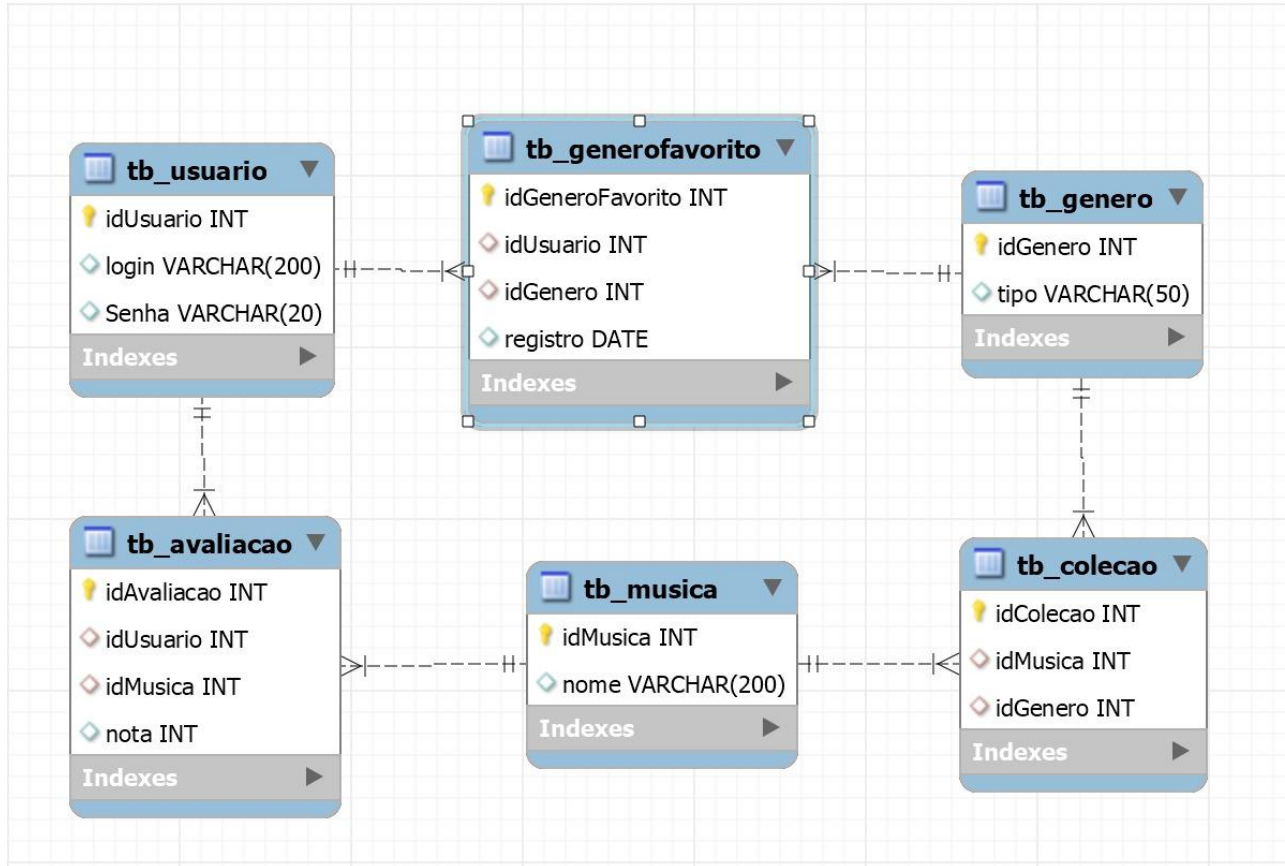 tb_usuario
idUsuario INT
login VARCHAR(200)
Senha VARCHAR(20)
Indexes
tb_generofavorito
idGeneroFavorito INT
idUsuario INT
idGenero INT
registro DATE
Indexes
tb_genero
idGenero INT
tipo VARCHAR(50)
Indexes
tb_avaliacao
idAvaliacao INT
idUsuario INT
idMusica INT
nota INT
Indexes
tb_musica
idMusica INT
nome VARCHAR(200)
Indexes
tb_colecao
idColecao INT
idMusica INT
idGenero INT
Indexes